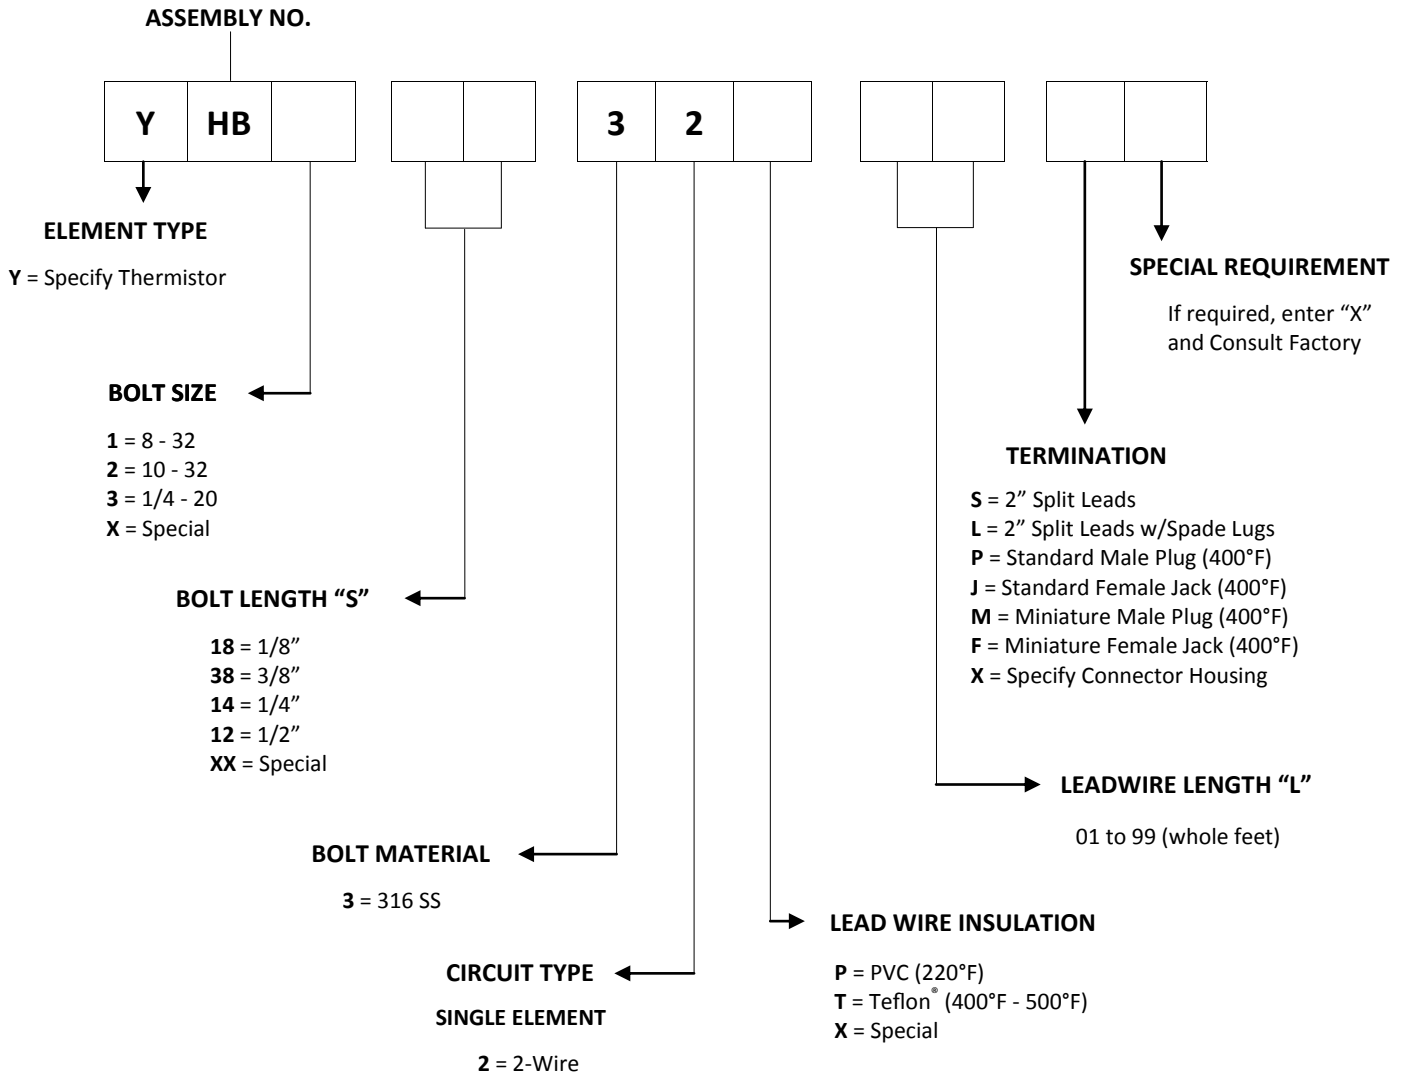 ASSEMBLY NO.
Y HB 3 2
ELEMENT TYPE
Y = Specify Thermistor
BOLT SIZE
1 = 8 - 32
2 = 10 - 32
3 = 1/4 - 20
X = Special
BOLT LENGTH “S”
18 = 1/8”
38 = 3/8”
14 = 1/4”
12 = 1/2”
XX = Special
BOLT MATERIAL
3 = 316 SS
CIRCUIT TYPE
SINGLE ELEMENT
2 = 2-Wire
LEAD WIRE INSULATION
P = PVC (220°F)
T = Teflon® (400°F - 500°F)
X = Special
LEADWIRE LENGTH “L”
01 to 99 (whole feet)
TERMINATION
S = 2” Split Leads
L = 2” Split Leads w/Spade Lugs
P = Standard Male Plug (400°F)
J = Standard Female Jack (400°F)
M = Miniature Male Plug (400°F)
F = Miniature Female Jack (400°F)
X = Specify Connector Housing
SPECIAL REQUIREMENT
If required, enter “X”
and Consult Factory